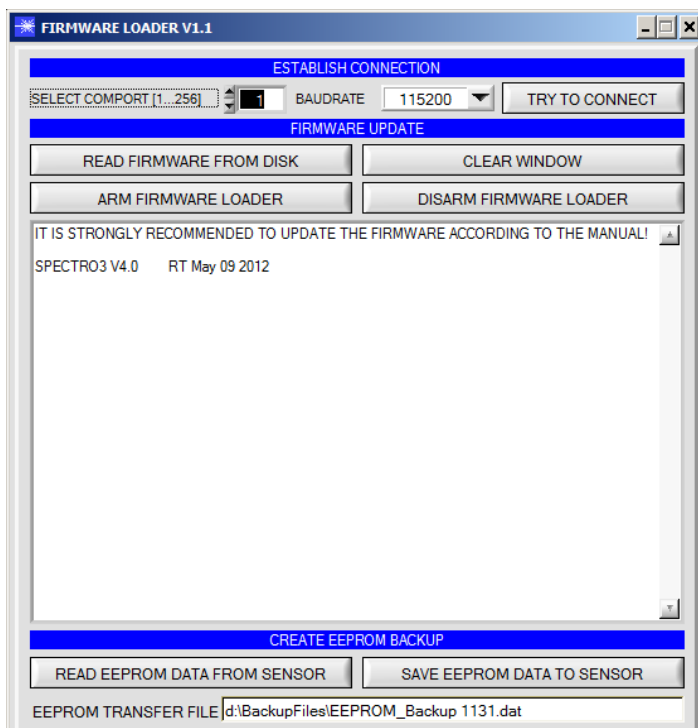 FIRMWARE LOADER V1.1
ESTABLISH CONNECTION
SELECT COMPORT [1...256] 1 BAUDRATE 115200 TRY TO CONNECT
FIRMWARE UPDATE
READ FIRMWARE FROM DISK CLEAR WINDOW
ARM FIRMWARE LOADER DISARM FIRMWARE LOADER
IT IS STRONGLY RECOMMENDED TO UPDATE THE FIRMWARE ACCORDING TO THE MANUAL!
SPECTRO3 V4.0 RT May 09 2012
CREATE EEPROM BACKUP
READ EEPROM DATA FROM SENSOR SAVE EEPROM DATA TO SENSOR
EEPROM TRANSFER FILE d:\BackupFiles\EEPROM_Backup 1131.dat